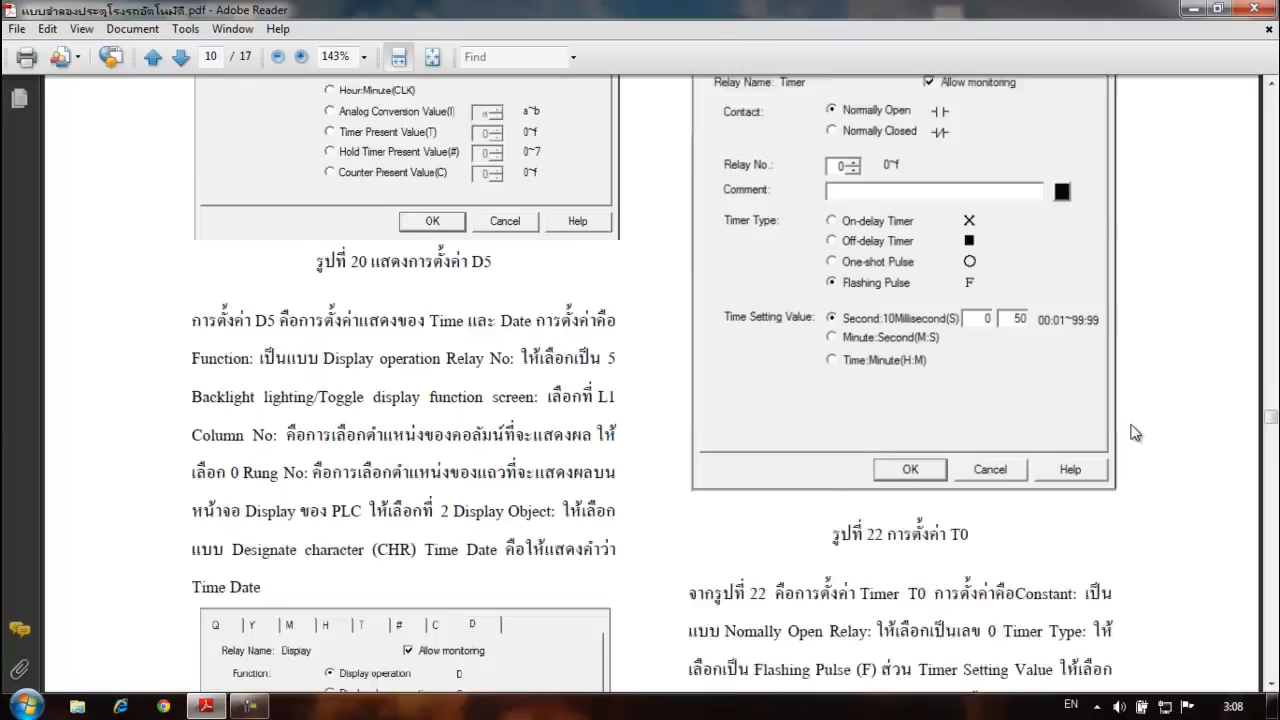 แบบจำลองประตูโรงรถอัตโนมัติ.pdf - Adobe Reader
File Edit View Document Tools Window Help
10 / 17 143% Find
Hour:Minute(CLK)
Analog Conversion Value(I) a a~b
Timer Present Value(T) 0 0~f
Hold Timer Present Value(#) 0 0~7
Counter Present Value(C) 0 0~f
OK Cancel Help
รูปที่ 20 แสดงการตั้งค่า D5
การตั้งค่า D5 คือการตั้งค่าแสดงของ Time และ Date การตั้งค่าคือ
Function: เป็นแบบ Display operation Relay No: ให้เลือกเป็น 5
Backlight lighting/Toggle display function screen: เลือกที่ L1
Column No: คือการเลือกตำแหน่งของคอลัมน์ที่จะแสดงผล ให้
เลือก 0 Rung No: คือการเลือกตำแหน่งของแถวที่จะแสดงผลบน
หน้าจอ Display ของ PLC ให้เลือกที่ 2 Display Object: ให้เลือก
แบบ Designate character (CHR) Time Date คือให้แสดงคำว่า
Time Date
Q Y M H T # C D
Relay Name: Display Allow monitoring
Function: Display operation D
Relay Name: Timer Allow monitoring
Contact: Normally Open
Normally Closed
Relay No.: 0 0~f
Comment:
Timer Type: On-delay Timer X
Off-delay Timer
One-shot Pulse O
Flashing Pulse F
Time Setting Value: Second:10Millisecond(S) 0 50 00:01~99:99
Minute:Second(M:S)
Time:Minute(H:M)
OK Cancel Help
รูปที่ 22 การตั้งค่า T0
จากรูปที่ 22 คือการตั้งค่า Timer T0 การตั้งค่าคือConstant: เป็น
แบบ Nomally Open Relay: ให้เลือกเป็นเลข 0 Timer Type: ให้
เลือกเป็น Flashing Pulse (F) ส่วน Timer Setting Value ให้เลือก
EN 3:08